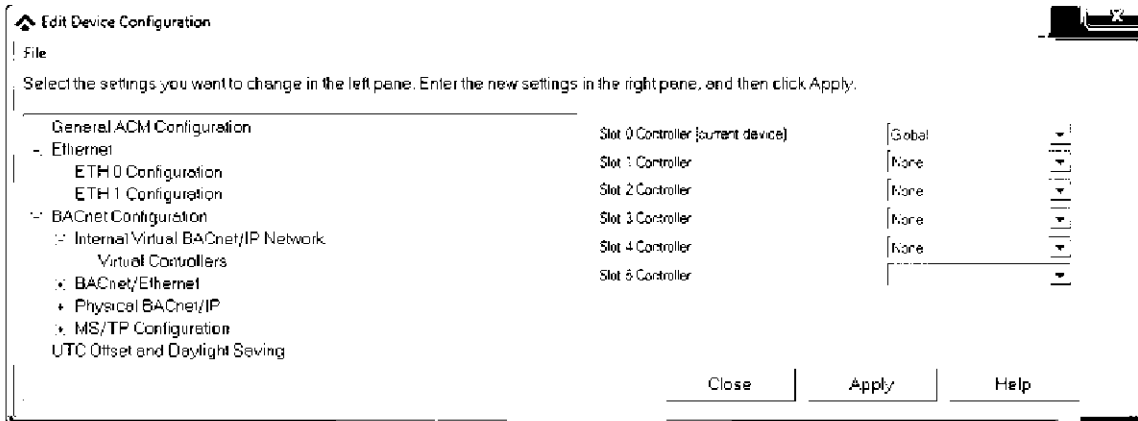 Edit Device Configuration
File
Select the settings you want to change in the left pane. Enter the new settings in the right pane, and then click Apply.
General ACM Configuration
Ethernet
ETH 0 Configuration
ETH 1 Configuration
BACnet Configuration
Internal Virtual BACnet/IP Network
Virtual Controllers
BACnet/Ethernet
Physical BACnet/IP
MS/TP Configuration
UTC Offset and Daylight Saving
Slot 0 Controller (current device) Global
Slot 1 Controller None
Slot 2 Controller None
Slot 3 Controller None
Slot 4 Controller None
Slot 5 Controller
Close Apply Help